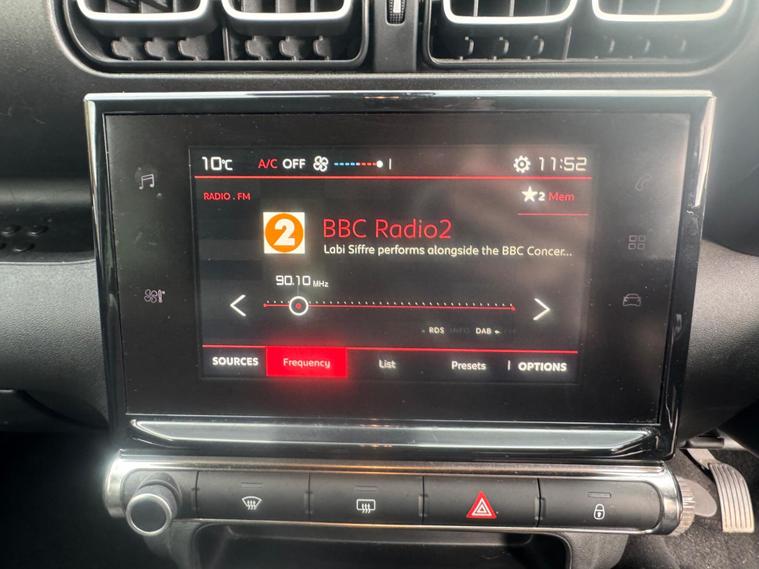 10°C A/C OFF 11:52
RADIO . FM 2 Mem
2 BBC Radio2
Labi Siffre performs alongside the BBC Concer...
90.10 MHz
RDS INFO DAB
SOURCES Frequency List Presets OPTIONS